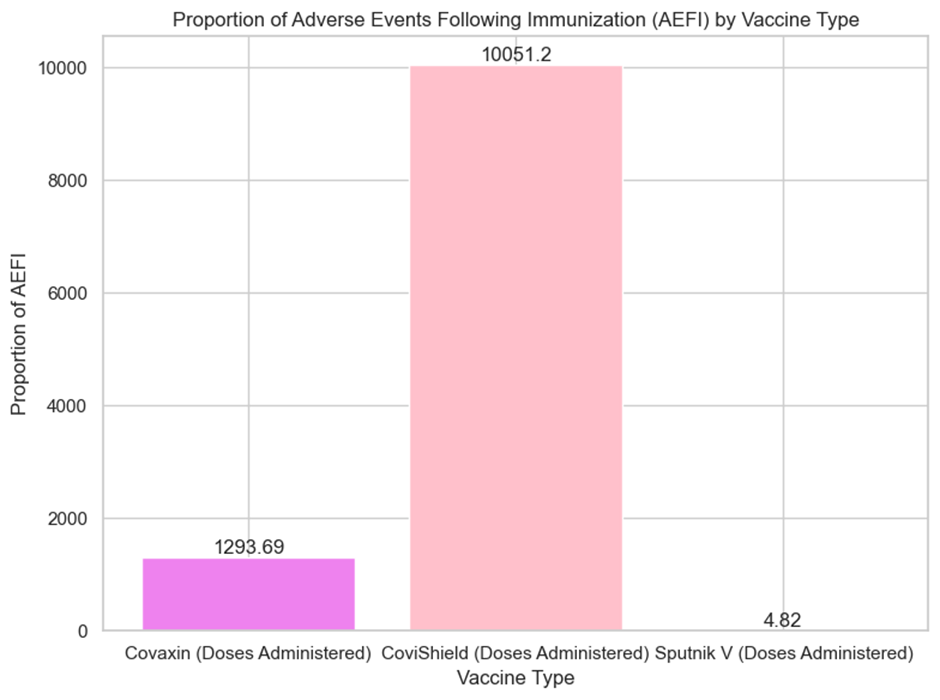 Proportion of Adverse Events Following Immunization (AEFI) by Vaccine Type
10051.2
10000
8000
6000
4000
2000
0
Proportion of AEFI
1293.69
4.82
Covaxin (Doses Administered) CoviShield (Doses Administered) Sputnik V (Doses Administered)
Vaccine Type